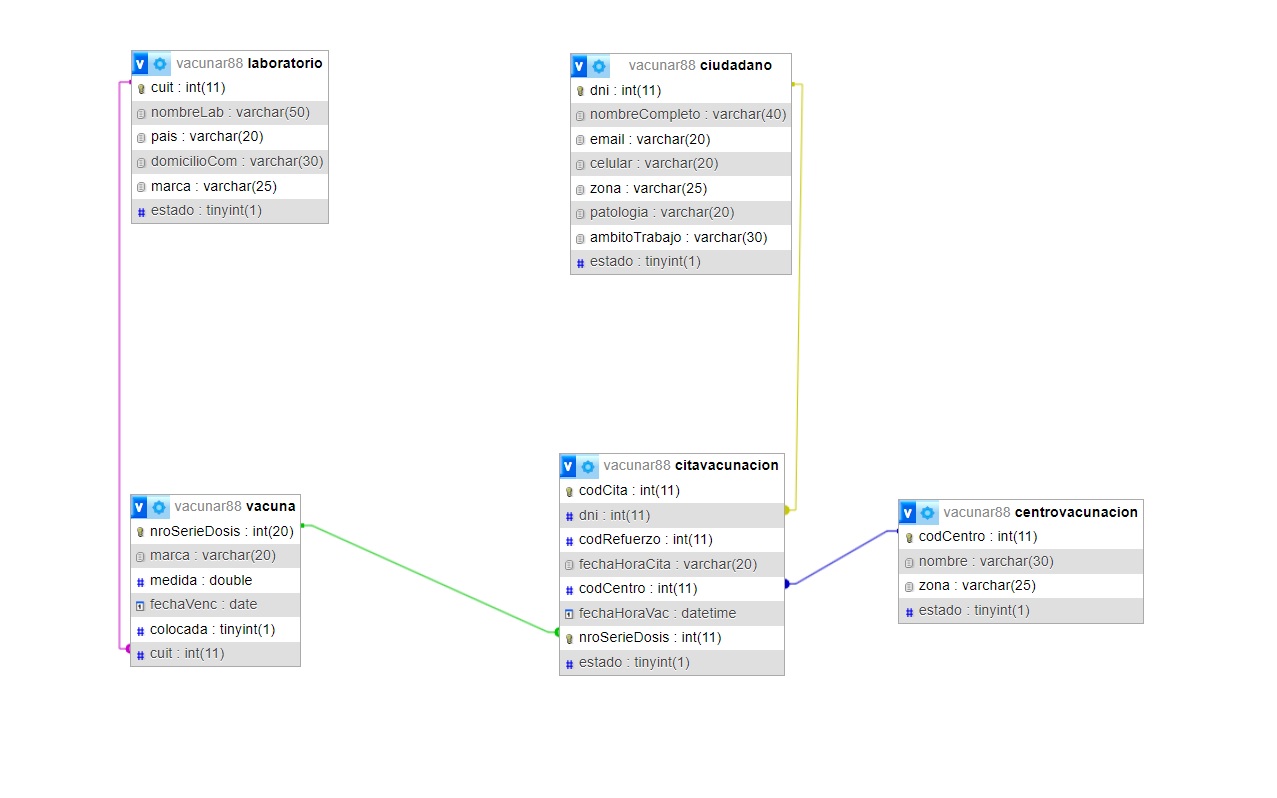 v vacunar88 laboratorio
cuit : int(11)
nombreLab : varchar(50)
pais : varchar(20)
domicilioCom : varchar(30)
marca : varchar(25)
# estado : tinyint(1)
v vacunar88 ciudadano
dni : int(11)
nombreCompleto : varchar(40)
email : varchar(20)
celular : varchar(20)
zona : varchar(25)
patologia : varchar(20)
ambitoTrabajo : varchar(30)
# estado : tinyint(1)
v vacunar88 vacuna
nroSerieDosis : int(20)
marca : varchar(20)
# medida : double
fechaVenc : date
# colocada : tinyint(1)
# cuit : int(11)
v vacunar88 citavacunacion
codCita : int(11)
# dni : int(11)
# codRefuerzo : int(11)
fechaHoraCita : varchar(20)
# codCentro : int(11)
fechaHoraVac : datetime
nroSerieDosis : int(11)
# estado : tinyint(1)
v vacunar88 centrovacunacion
codCentro : int(11)
nombre : varchar(30)
zona : varchar(25)
# estado : tinyint(1)